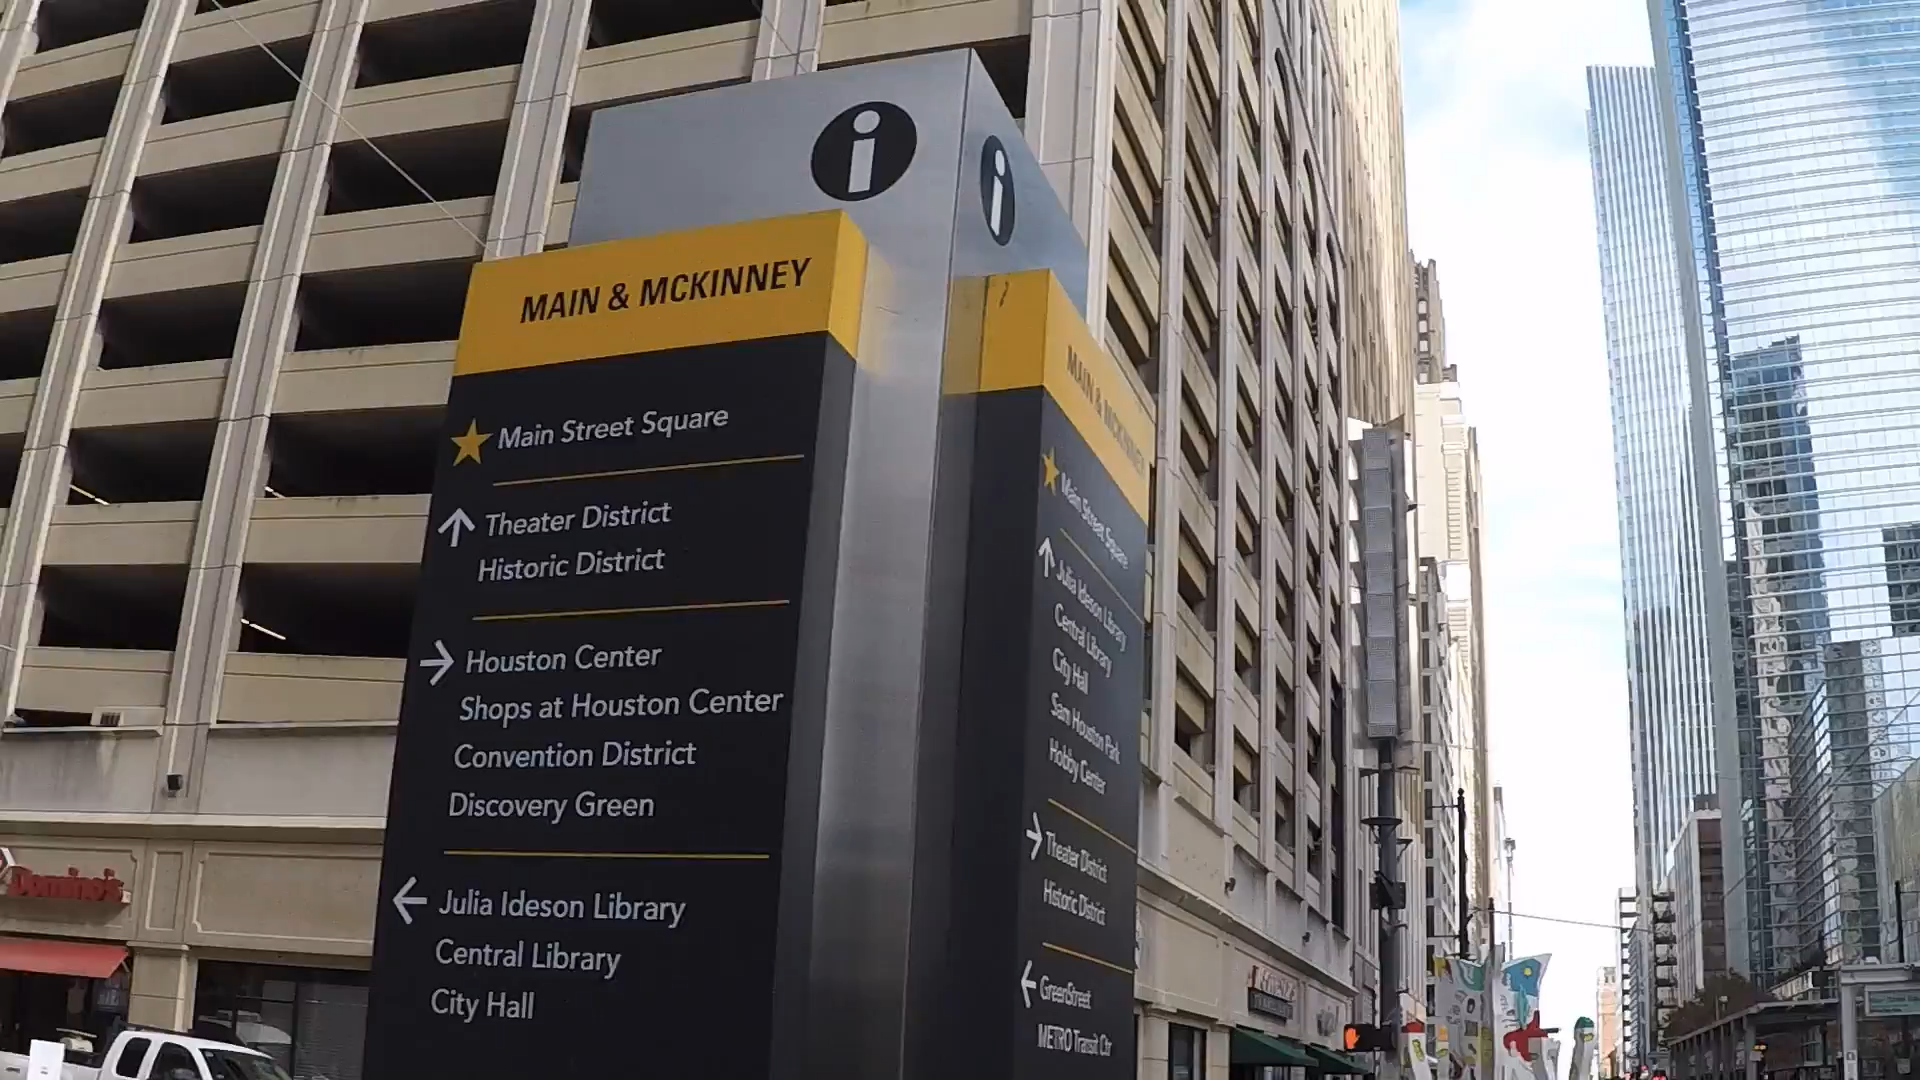 i
MAIN & MCKINNEY
Main Street Square
Theater District
Historic District
Houston Center
Shops at Houston Center
Convention District
Discovery Green
Julia Ideson Library
Central Library
City Hall
i
MAIN & MCKINNEY
Main Street Square
Julia Ideson Library
Central Library
City Hall
Sam Houston Park
Hobby Center
Theater District
Historic District
GreenStreet
METRO Transit Ctr
Domino's